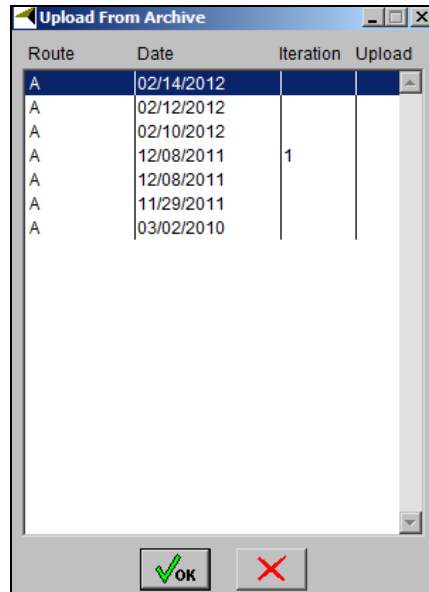 Upload From Archive
Route Date Iteration Upload
A 02/14/2012
A 02/12/2012
A 02/10/2012
A 12/08/2011 1
A 12/08/2011
A 11/29/2011
A 03/02/2010
OK